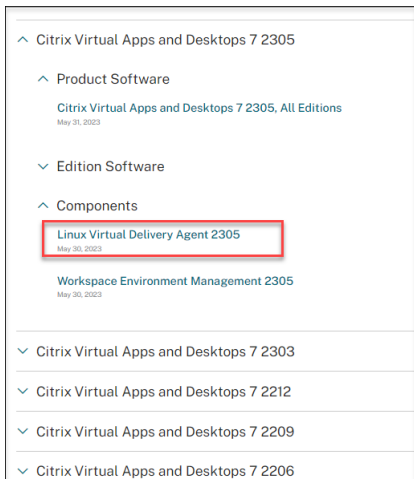 Citrix Virtual Apps and Desktops 7 2305
Product Software
Citrix Virtual Apps and Desktops 7 2305, All Editions
May 31, 2023
Edition Software
Components
Linux Virtual Delivery Agent 2305
May 30, 2023
Workspace Environment Management 2305
May 30, 2023
Citrix Virtual Apps and Desktops 7 2303
Citrix Virtual Apps and Desktops 7 2212
Citrix Virtual Apps and Desktops 7 2209
Citrix Virtual Apps and Desktops 7 2206